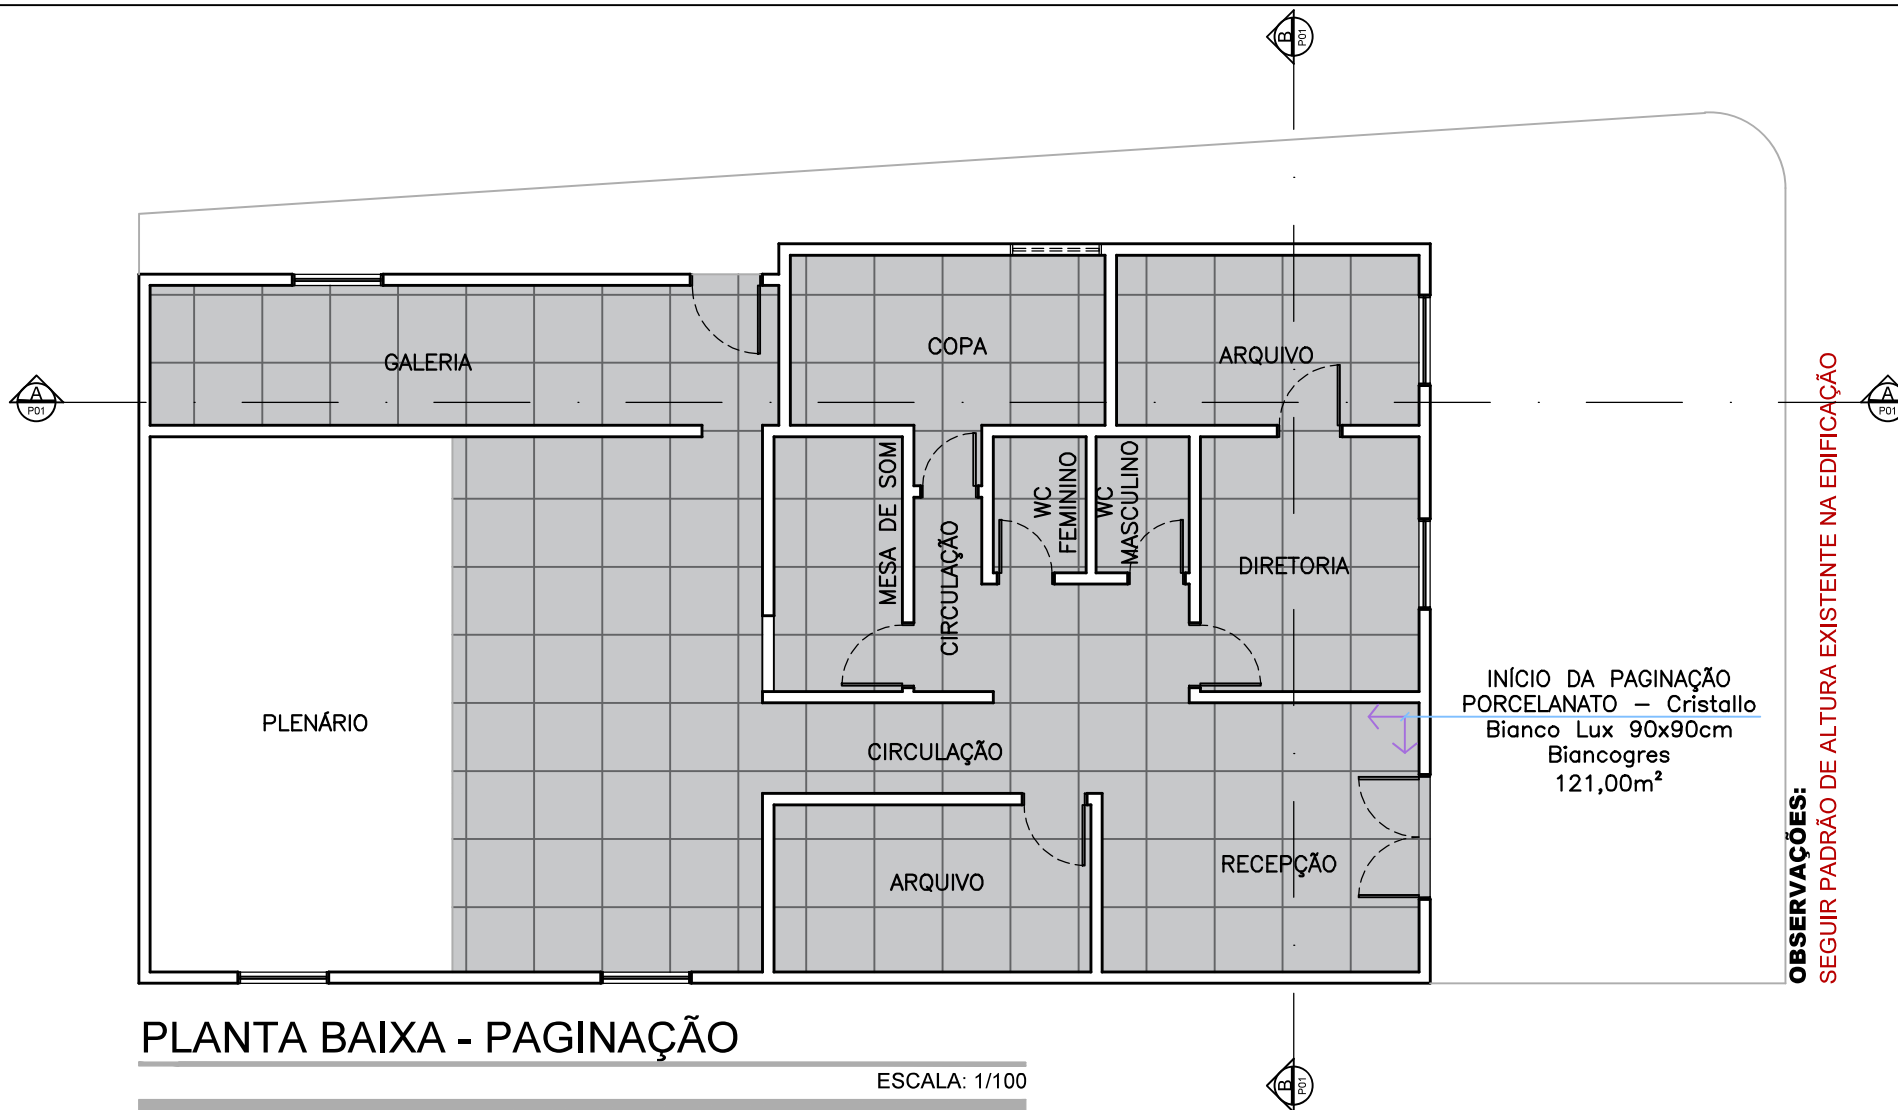 B
P01
GALERIA
COPA
ARQUIVO
A
P01
A
P01
MESA DE SOM
CIRCULAÇÃO
WC
FEMININO
WC
MASCULINO
DIRETORIA
PLENÁRIO
CIRCULAÇÃO
ARQUIVO
RECEPÇÃO
INÍCIO DA PAGINAÇÃO
PORCELANATO – Cristallo
Bianco Lux 90x90cm
Biancogres
121,00m²
OBSERVAÇÕES:
SEGUIR PADRÃO DE ALTURA EXISTENTE NA EDIFICAÇÃO
PLANTA BAIXA - PAGINAÇÃO
ESCALA: 1/100
B
P01